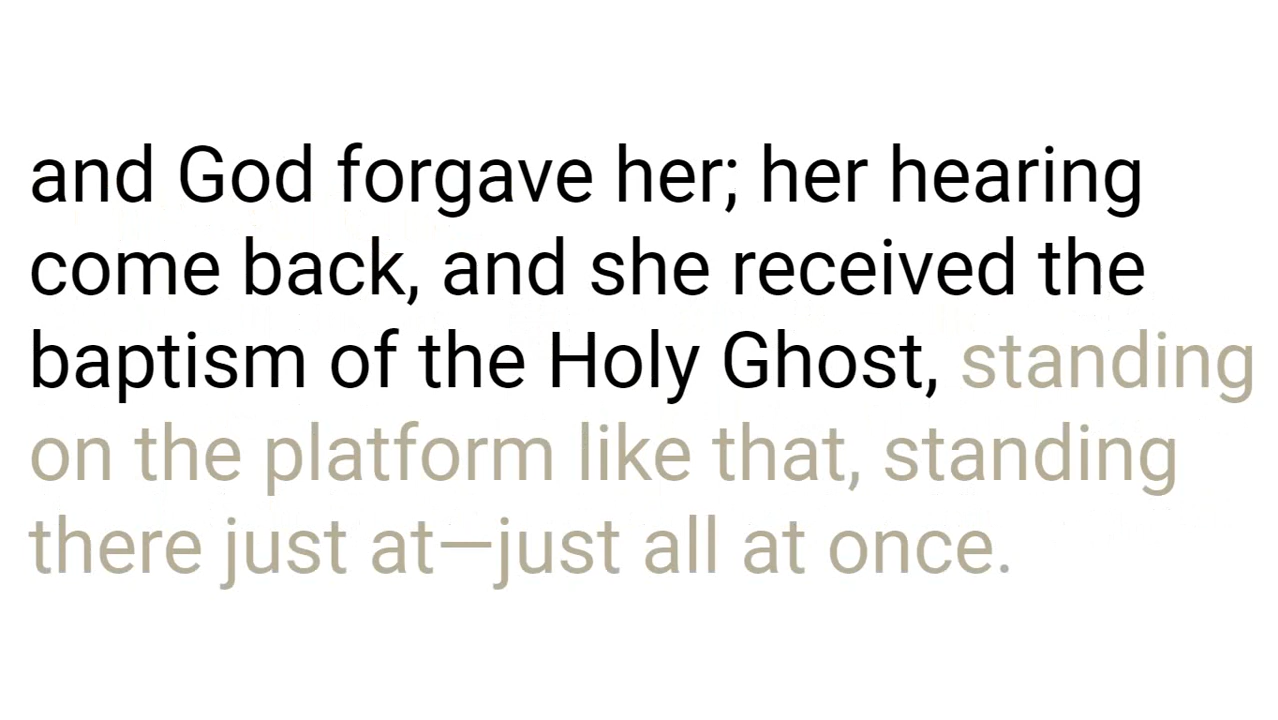 and God forgave her; her hearing
come back, and she received the
baptism of the Holy Ghost, standing
on the platform like that, standing
there just at—just all at once.